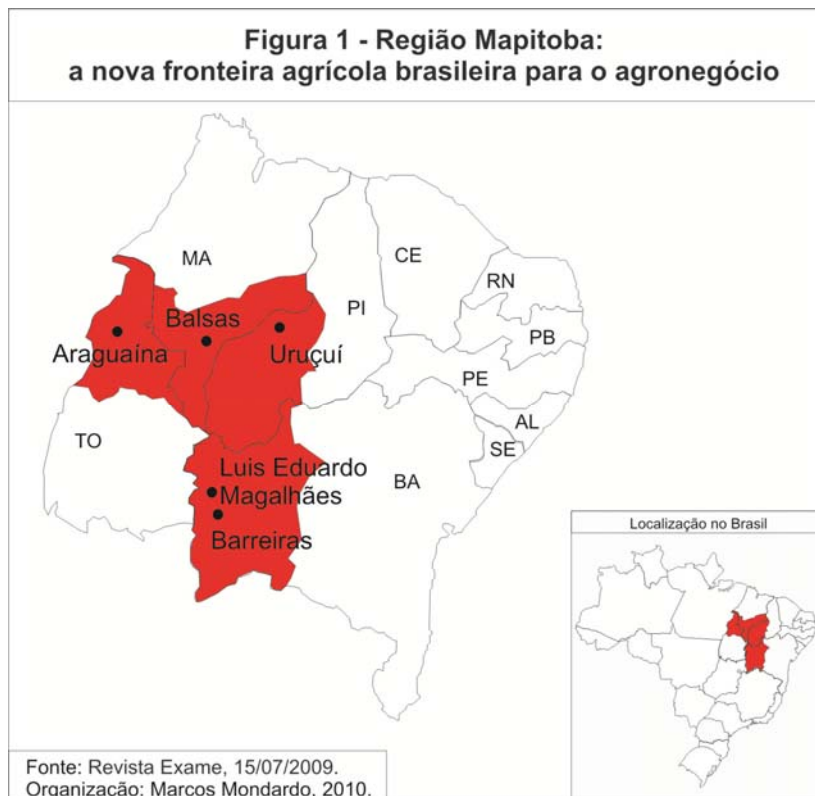 Figura 1 - Região Mapitoba:
a nova fronteira agrícola brasileira para o agronegócio
MA
CE
RN
PI
PB
Balsas
Araguaína
Uruçuí
PE
AL
TO
SE
BA
Luis Eduardo
Magalhães
Barreiras
Localização no Brasil
Fonte: Revista Exame, 15/07/2009.
Organização: Marcos Mondardo, 2010.